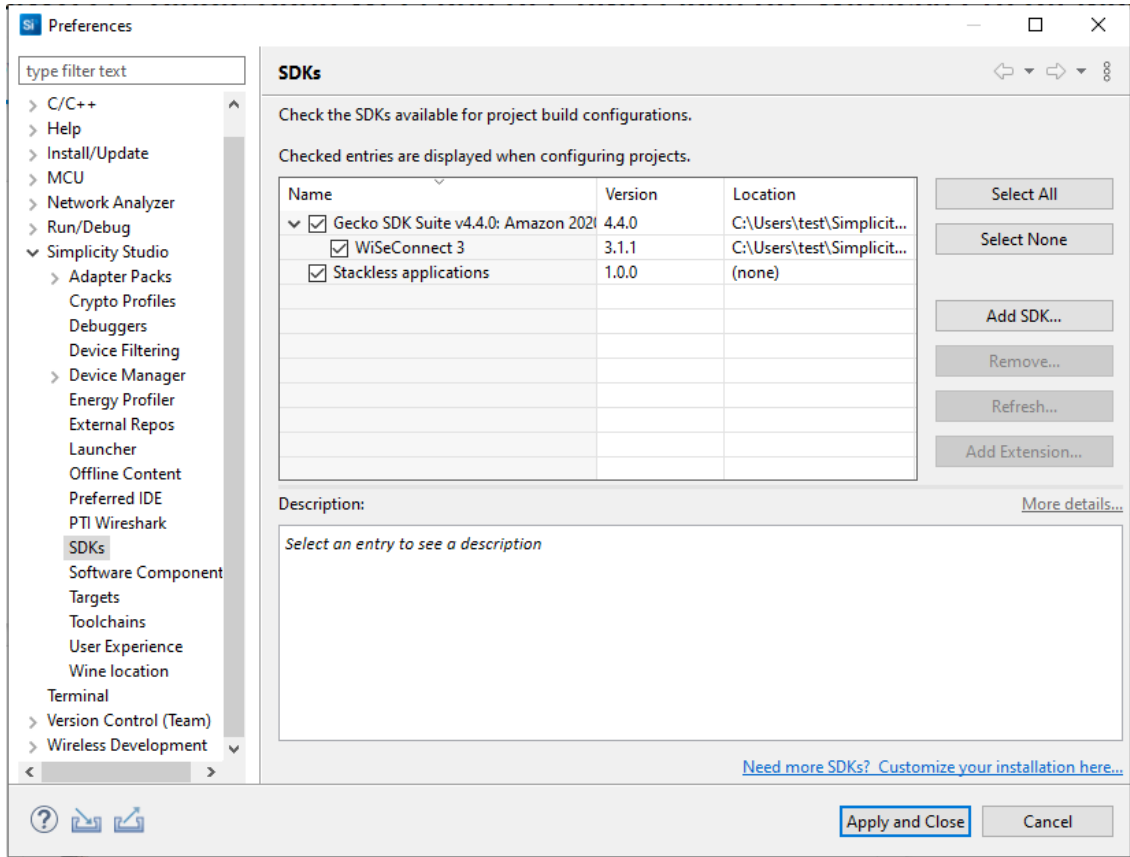 Si Preferences
type filter text
C/C++
Help
Install/Update
MCU
Network Analyzer
Run/Debug
Simplicity Studio
Adapter Packs
Crypto Profiles
Debuggers
Device Filtering
Device Manager
Energy Profiler
External Repos
Launcher
Offline Content
Preferred IDE
PTI Wireshark
SDKs
Software Component
Targets
Toolchains
User Experience
Wine location
Terminal
Version Control (Team)
Wireless Development
SDKs
Check the SDKs available for project build configurations.
Checked entries are displayed when configuring projects.
Name Version Location
Gecko SDK Suite v4.4.0: Amazon 202 4.4.0 C:\Users\test\Simplicit...
WiSeConnect 3 3.1.1 C:\Users\test\Simplicit...
Stackless applications 1.0.0 (none)
Select All
Select None
Add SDK...
Remove...
Refresh...
Add Extension...
Description: More details...
Select an entry to see a description
Need more SDKs? Customize your installation here...
Apply and Close Cancel